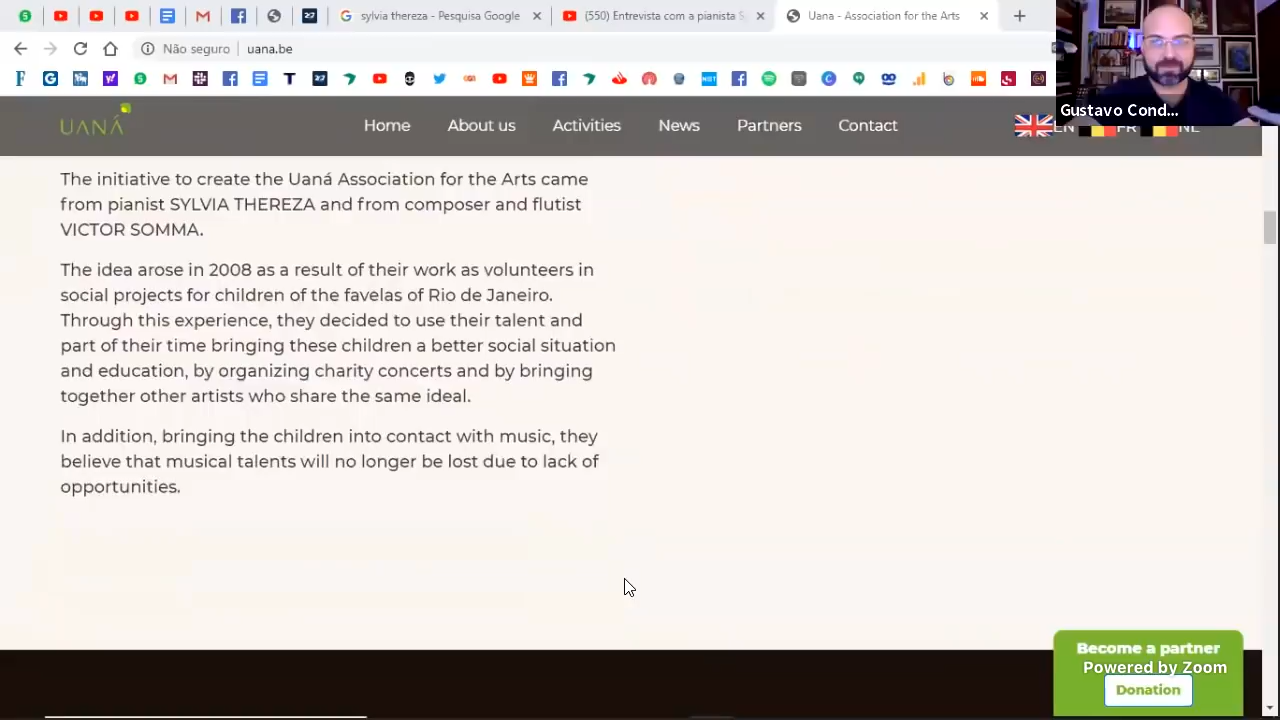 sylvia thereza - Pesquisa Google
(550) Entrevista com a pianista S
Uana - Association for the Arts
Não seguro
uana.be
Gustavo Cond...
UANÁ
Home
About us
Activities
News
Partners
Contact
EN
FR
NL
The initiative to create the Uaná Association for the Arts came
from pianist SYLVIA THEREZA and from composer and flutist
VICTOR SOMMA.
The idea arose in 2008 as a result of their work as volunteers in
social projects for children of the favelas of Rio de Janeiro.
Through this experience, they decided to use their talent and
part of their time bringing these children a better social situation
and education, by organizing charity concerts and by bringing
together other artists who share the same ideal.
In addition, bringing the children into contact with music, they
believe that musical talents will no longer be lost due to lack of
opportunities.
Become a partner
Powered by Zoom
Donation